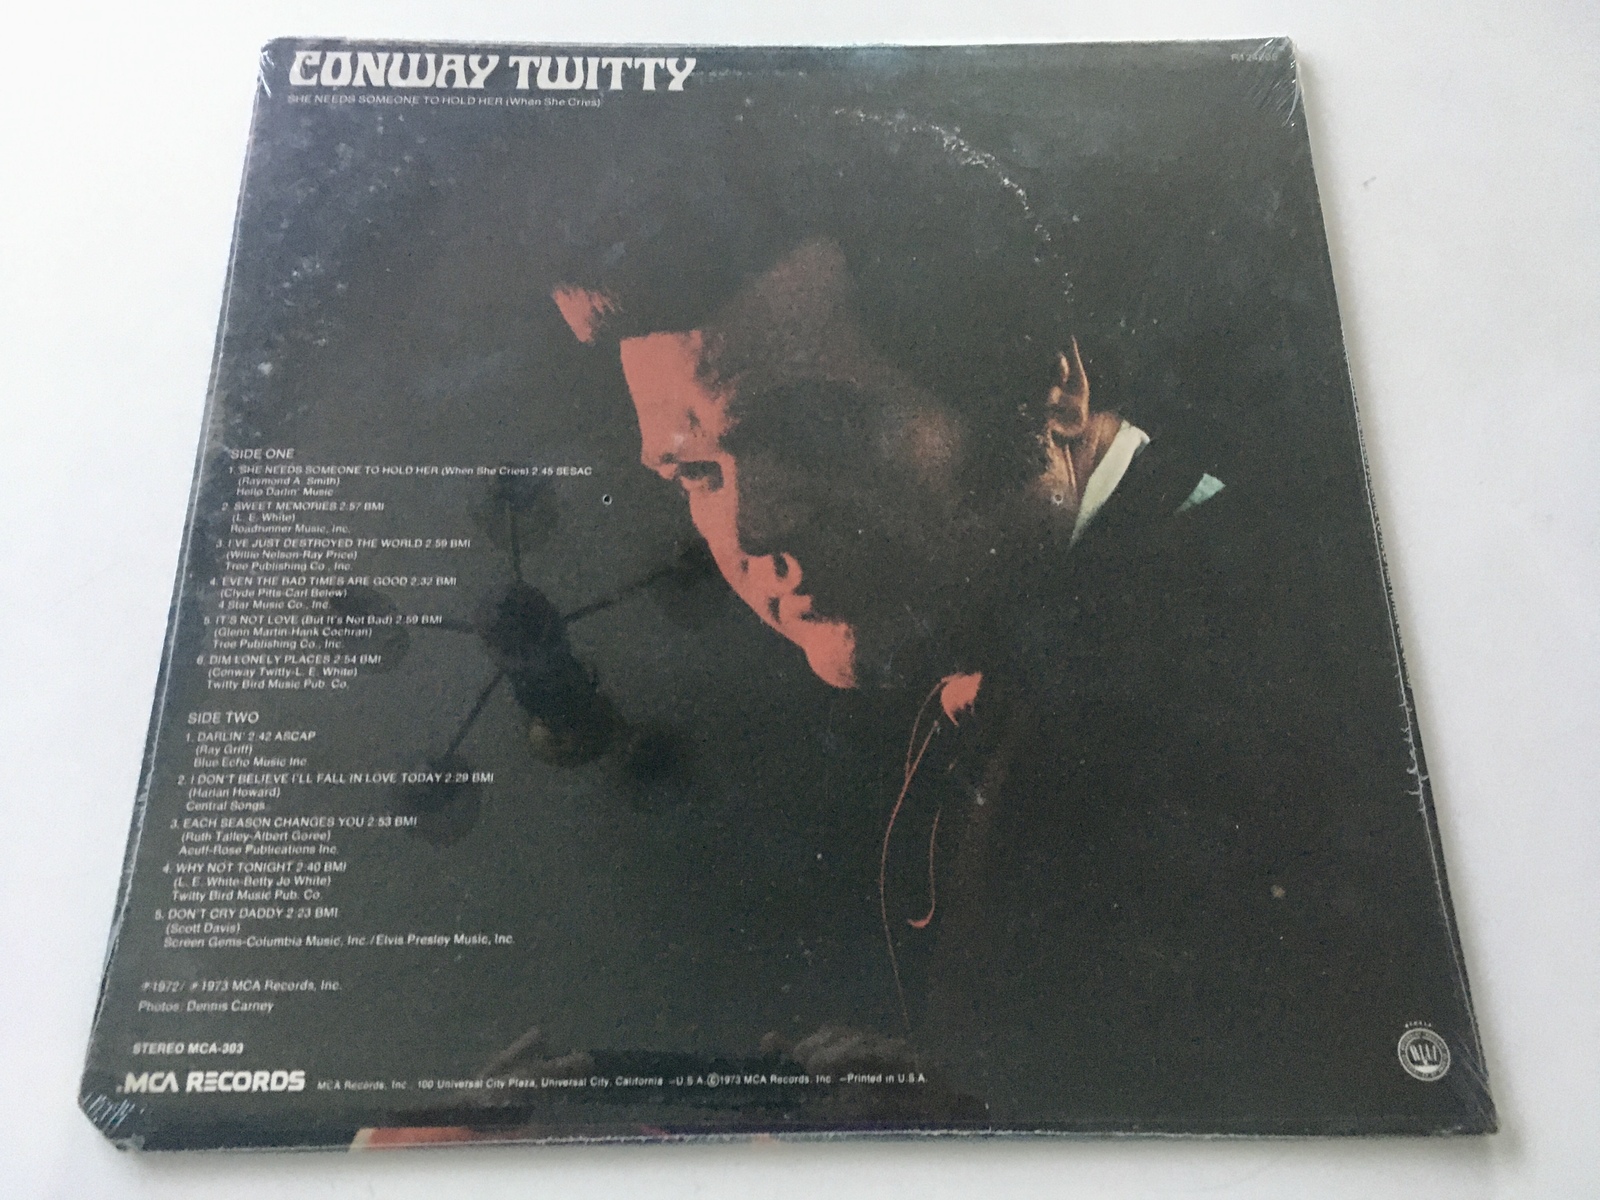 CONWAY TWITTY
SHE NEEDS SOMEONE TO HOLD HER (When She Cries)
SIDE ONE
1. SHE NEEDS SOMEONE TO HOLD HER (When She Cries) 2:45 SESAC
(Raymond A. Smith)
Hello Darlin' Music
2. SWEET MEMORIES 2:57 BMI
(L. E. White)
Roadrunner Music, Inc.
3. I'VE JUST DESTROYED THE WORLD 2:59 BMI
(Willie Nelson-Ray Price)
Tree Publishing Co., Inc.
4. EVEN THE BAD TIMES ARE GOOD 2:32 BMI
(Clyde Pitts-Carl Belew)
4 Star Music Co., Inc.
5. IT'S NOT LOVE (But It's Not Bad) 2:59 BMI
(Glenn Martin-Hank Cochran)
Tree Publishing Co., Inc.
6. DIM LONELY PLACES 2:54 BMI
(Conway Twitty-L. E. White)
Twitty Bird Music Pub. Co.
SIDE TWO
1. DARLIN' 2:42 ASCAP
(Ray Griff)
Blue Echo Music Inc.
2. I DON'T BELIEVE I'LL FALL IN LOVE TODAY 2:29 BMI
(Harlan Howard)
Central Songs
3. EACH SEASON CHANGES YOU 2:53 BMI
(Ruth Talley-Albert Goree)
Acuff-Rose Publications Inc.
4. WHY NOT TONIGHT 2:40 BMI
(L. E. White-Betty Jo White)
Twitty Bird Music Pub. Co.
5. DON'T CRY DADDY 2:23 BMI
(Scott Davis)
Screen Gems-Columbia Music, Inc./Elvis Presley Music, Inc.
℗1972/ ℗1973 MCA Records, Inc.
Photos: Dennis Carney
STEREO MCA-303
MCA RECORDS MCA Records, Inc., 100 Universal City Plaza, Universal City, California —U.S.A.©1973 MCA Records, Inc. —Printed in U.S.A.